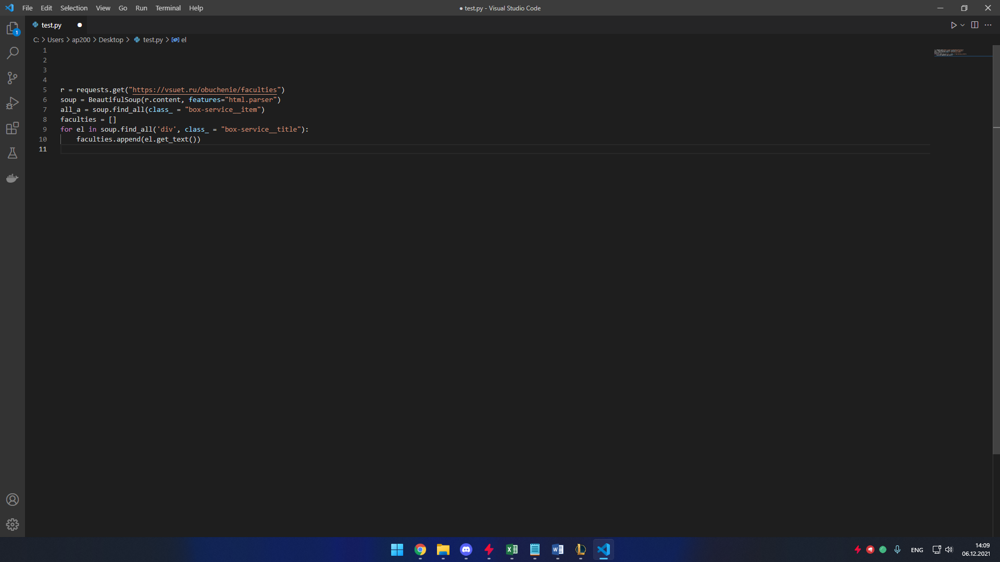 File Edit Selection View Go Run Terminal Help
● test.py - Visual Studio Code
1
test.py
C: > Users > ap200 > Desktop > test.py > el
1
2
3
4
5 r = requests.get("https://vsuet.ru/obuchenie/faculties")
6 soup = BeautifulSoup(r.content, features="html.parser")
7 all_a = soup.find_all(class_ = "box-service__item")
8 faculties = []
9 for el in soup.find_all('div', class_ = "box-service__title"):
10     faculties.append(el.get_text())
11
ENG
14:09
06.12.2021